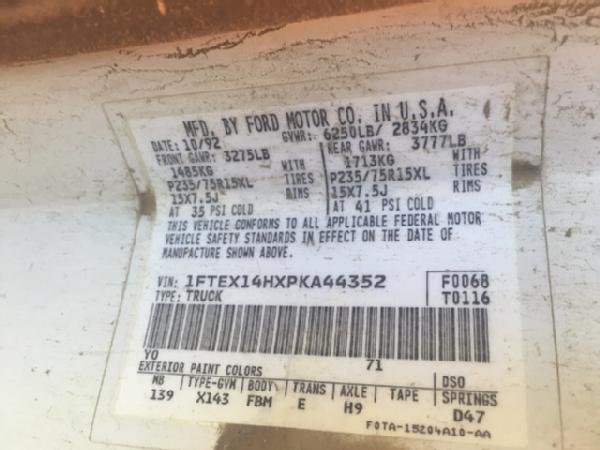 MFD. BY FORD MOTOR CO. IN U.S.A.
DATE: 10/92 GVWR: 6250LB/ 2834KG
FRONT GAWR: 3275LB REAR GAWR: 3777LB
1485KG WITH 1713KG WITH
P235/75R15XL TIRES P235/75R15XL TIRES
15X7.5J RIMS 15X7.5J RIMS
AT 35 PSI COLD AT 41 PSI COLD
THIS VEHICLE CONFORMS TO ALL APPLICABLE FEDERAL MOTOR
VEHICLE SAFETY STANDARDS IN EFFECT ON THE DATE OF
MANUFACTURE SHOWN ABOVE.
VIN: 1FTEX14HXPKA44352 F0068
TYPE: TRUCK T0116
YO 71
EXTERIOR PAINT COLORS DSO
WB TYPE-GVW BODY TRANS AXLE TAPE SPRINGS
139 X143 FBM E H9 D47
F0TA-15204A10-AA